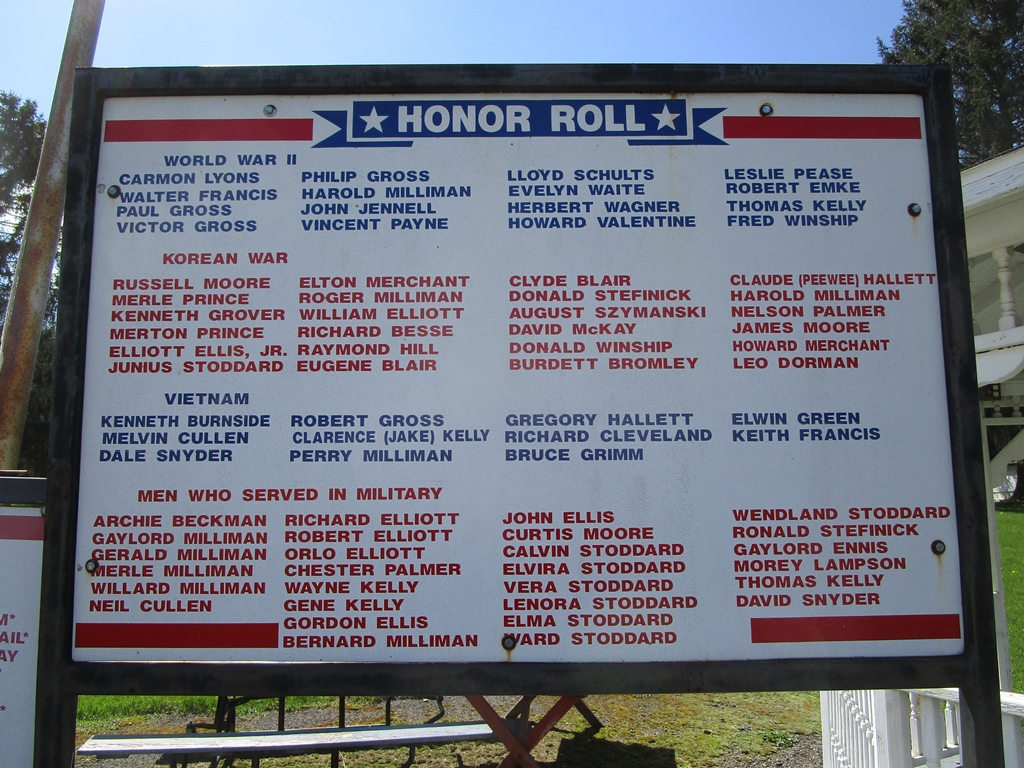 HONOR ROLL
WORLD WAR II
CARMON LYONS
WALTER FRANCIS
PAUL GROSS
VICTOR GROSS
PHILIP GROSS
HAROLD MILLIMAN
JOHN JENNELL
VINCENT PAYNE
LLOYD SCHULTS
EVELYN WAITE
HERBERT WAGNER
HOWARD VALENTINE
LESLIE PEASE
ROBERT EMKE
THOMAS KELLY
FRED WINSHIP
KOREAN WAR
RUSSELL MOORE
MERLE PRINCE
KENNETH GROVER
MERTON PRINCE
ELLIOTT ELLIS, JR.
JUNIUS STODDARD
ELTON MERCHANT
ROGER MILLIMAN
WILLIAM ELLIOTT
RICHARD BESSE
RAYMOND HILL
EUGENE BLAIR
CLYDE BLAIR
DONALD STEFINICK
AUGUST SZYMANSKI
DAVID McKAY
DONALD WINSHIP
BURDETT BROMLEY
CLAUDE (PEEWEE) HALLETT
HAROLD MILLIMAN
NELSON PALMER
JAMES MOORE
HOWARD MERCHANT
LEO DORMAN
VIETNAM
KENNETH BURNSIDE
MELVIN CULLEN
DALE SNYDER
ROBERT GROSS
CLARENCE (JAKE) KELLY
PERRY MILLIMAN
GREGORY HALLETT
RICHARD CLEVELAND
BRUCE GRIMM
ELWIN GREEN
KEITH FRANCIS
MEN WHO SERVED IN MILITARY
ARCHIE BECKMAN
GAYLORD MILLIMAN
GERALD MILLIMAN
MERLE MILLIMAN
WILLARD MILLIMAN
NEIL CULLEN
RICHARD ELLIOTT
ROBERT ELLIOTT
ORLO ELLIOTT
CHESTER PALMER
WAYNE KELLY
GENE KELLY
GORDON ELLIS
BERNARD MILLIMAN
JOHN ELLIS
CURTIS MOORE
CALVIN STODDARD
ELVIRA STODDARD
VERA STODDARD
LENORA STODDARD
ELMA STODDARD
WARD STODDARD
WENDLAND STODDARD
RONALD STEFINICK
GAYLORD ENNIS
MOREY LAMPSON
THOMAS KELLY
DAVID SNYDER